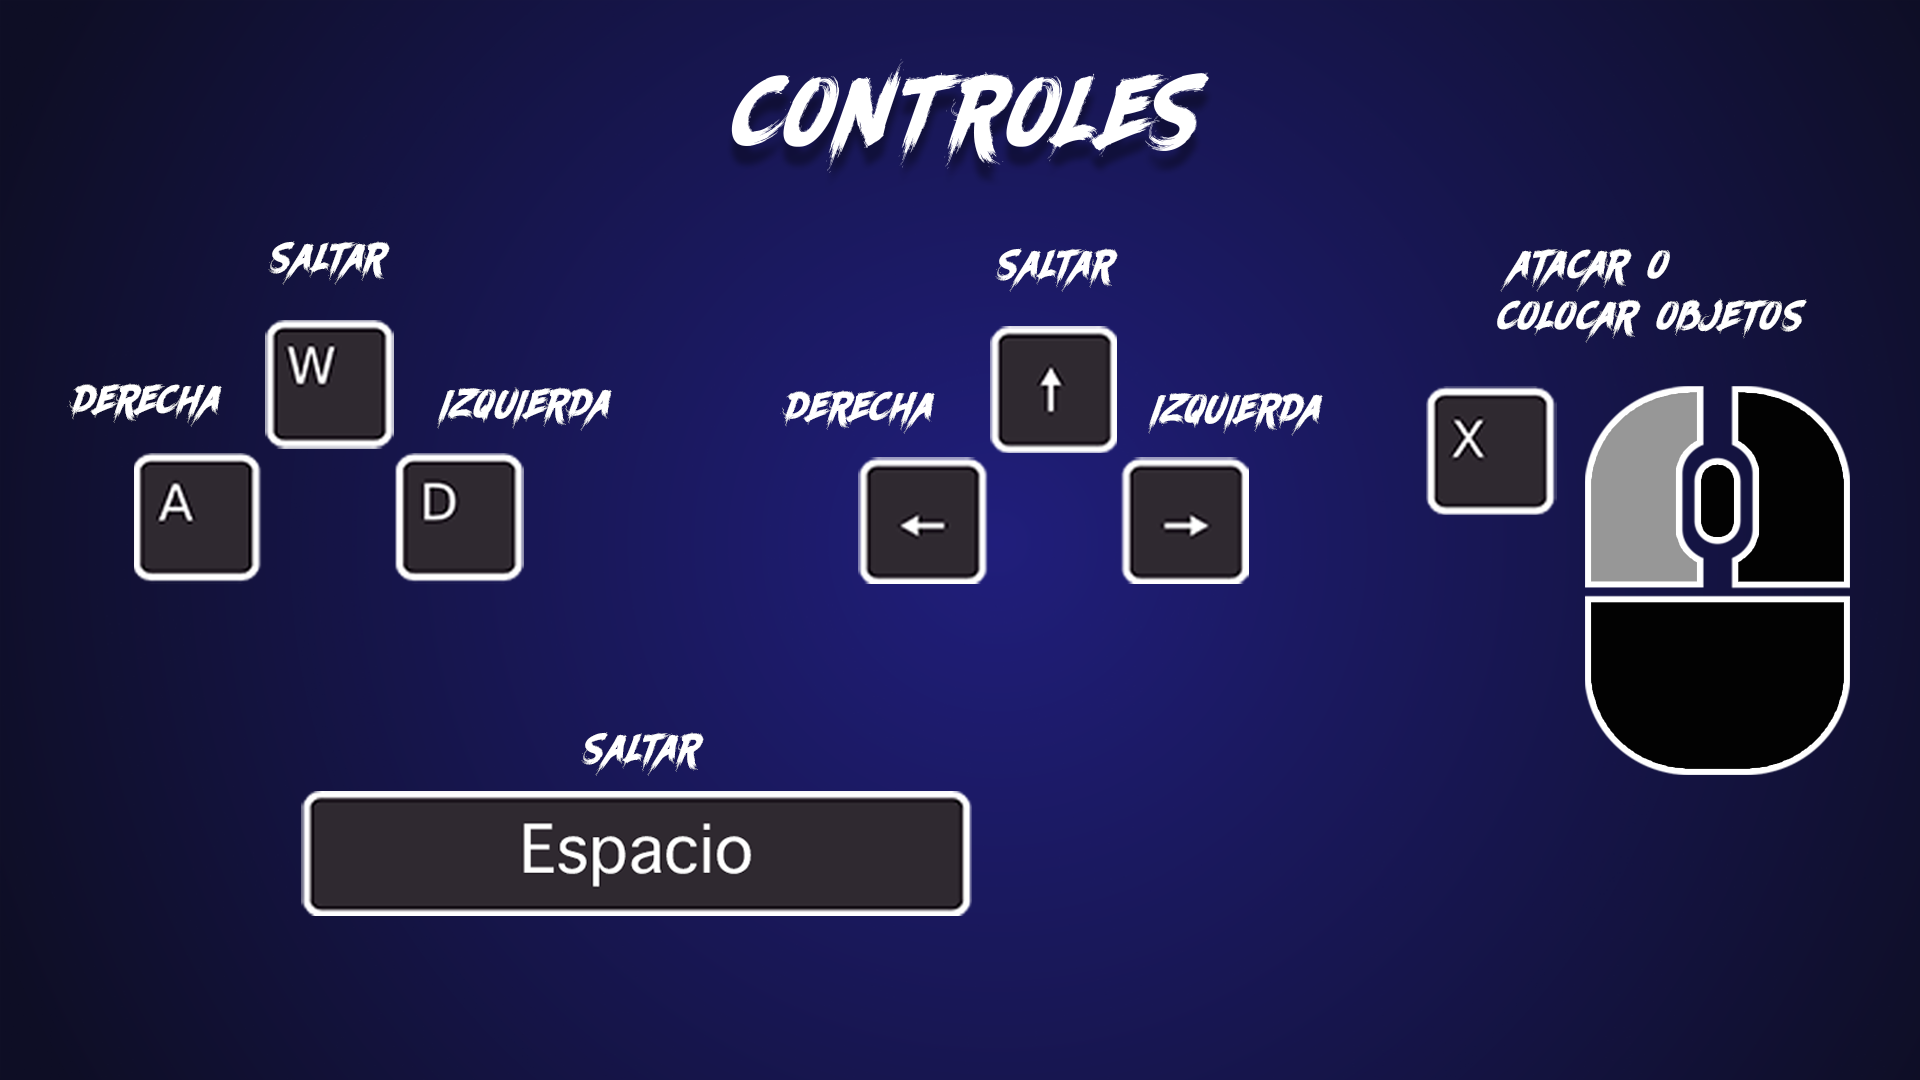 CONTROLES
SALTAR
W
DERECHA
IZQUIERDA
A
D
SALTAR
↑
DERECHA
IZQUIERDA
←
→
ATACAR O
COLOCAR OBJETOS
X
SALTAR
Espacio